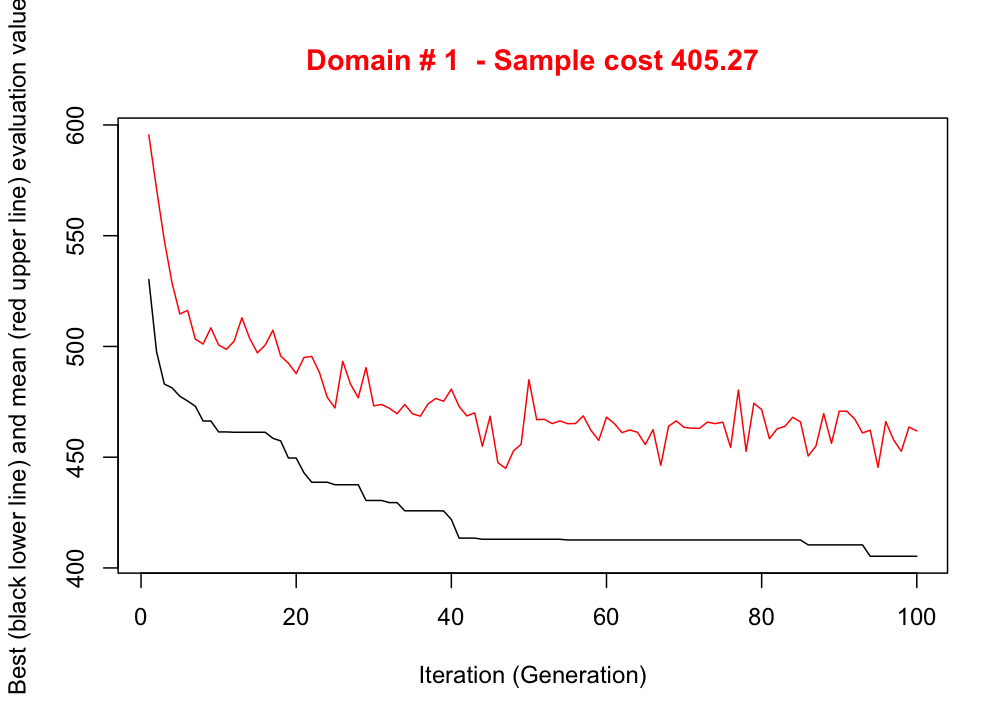 Domain # 1 - Sample cost 405.27
Best (black lower line) and mean (red upper line) evaluation value
600
550
500
450
400
0 20 40 60 80 100
Iteration (Generation)